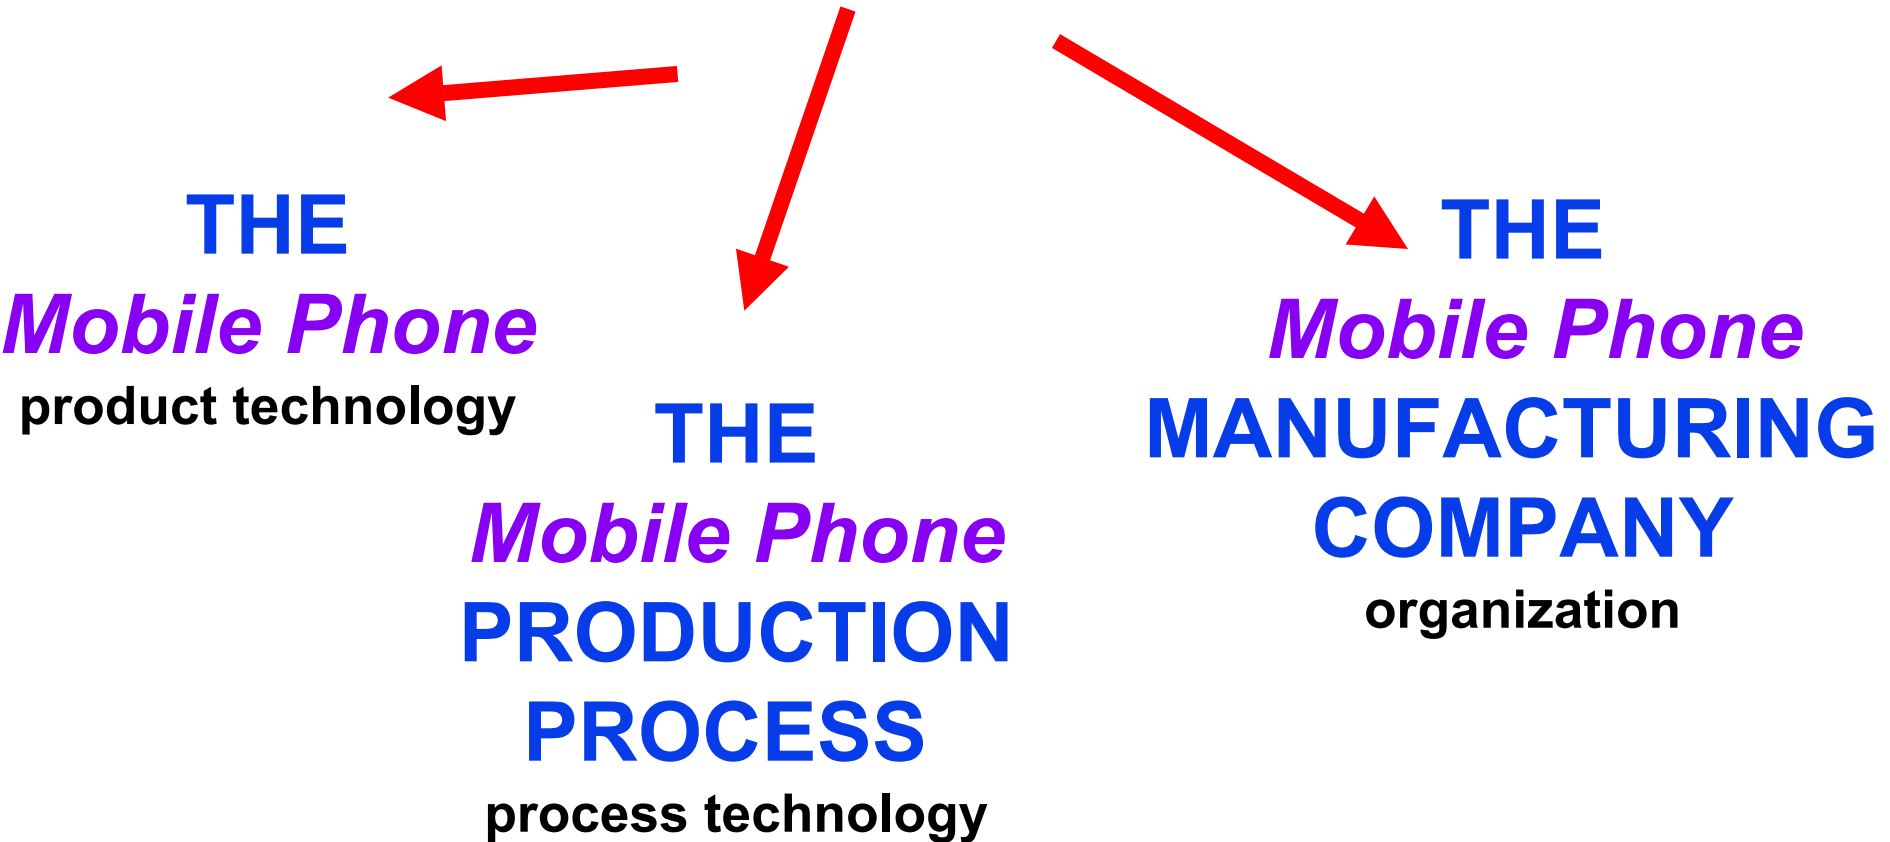 THE
Mobile Phone
product technology
THE
Mobile Phone
PRODUCTION
PROCESS
process technology
THE
Mobile Phone
MANUFACTURING
COMPANY
organization